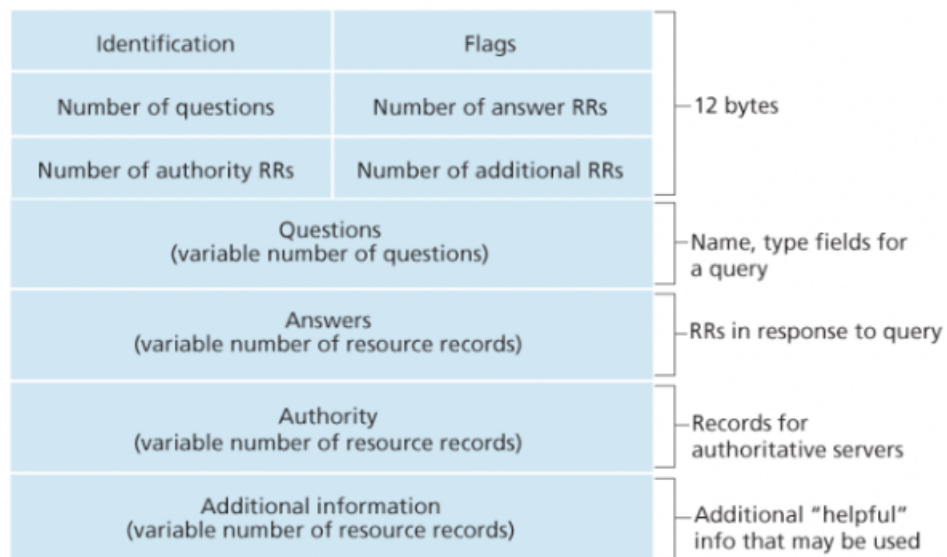 Identification
Flags
Number of questions
Number of answer RRs
12 bytes
Number of authority RRs
Number of additional RRs
Questions
(variable number of questions)
Name, type fields for
a query
Answers
(variable number of resource records)
RRs in response to query
Authority
(variable number of resource records)
Records for
authoritative servers
Additional information
(variable number of resource records)
Additional “helpful”
info that may be used